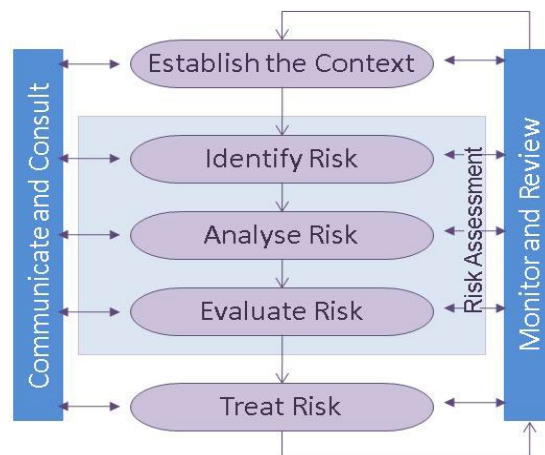 Establish the Context
Communicate and Consult
Identify Risk
Analyse Risk
Evaluate Risk
Risk Assessment
Monitor and Review
Treat Risk